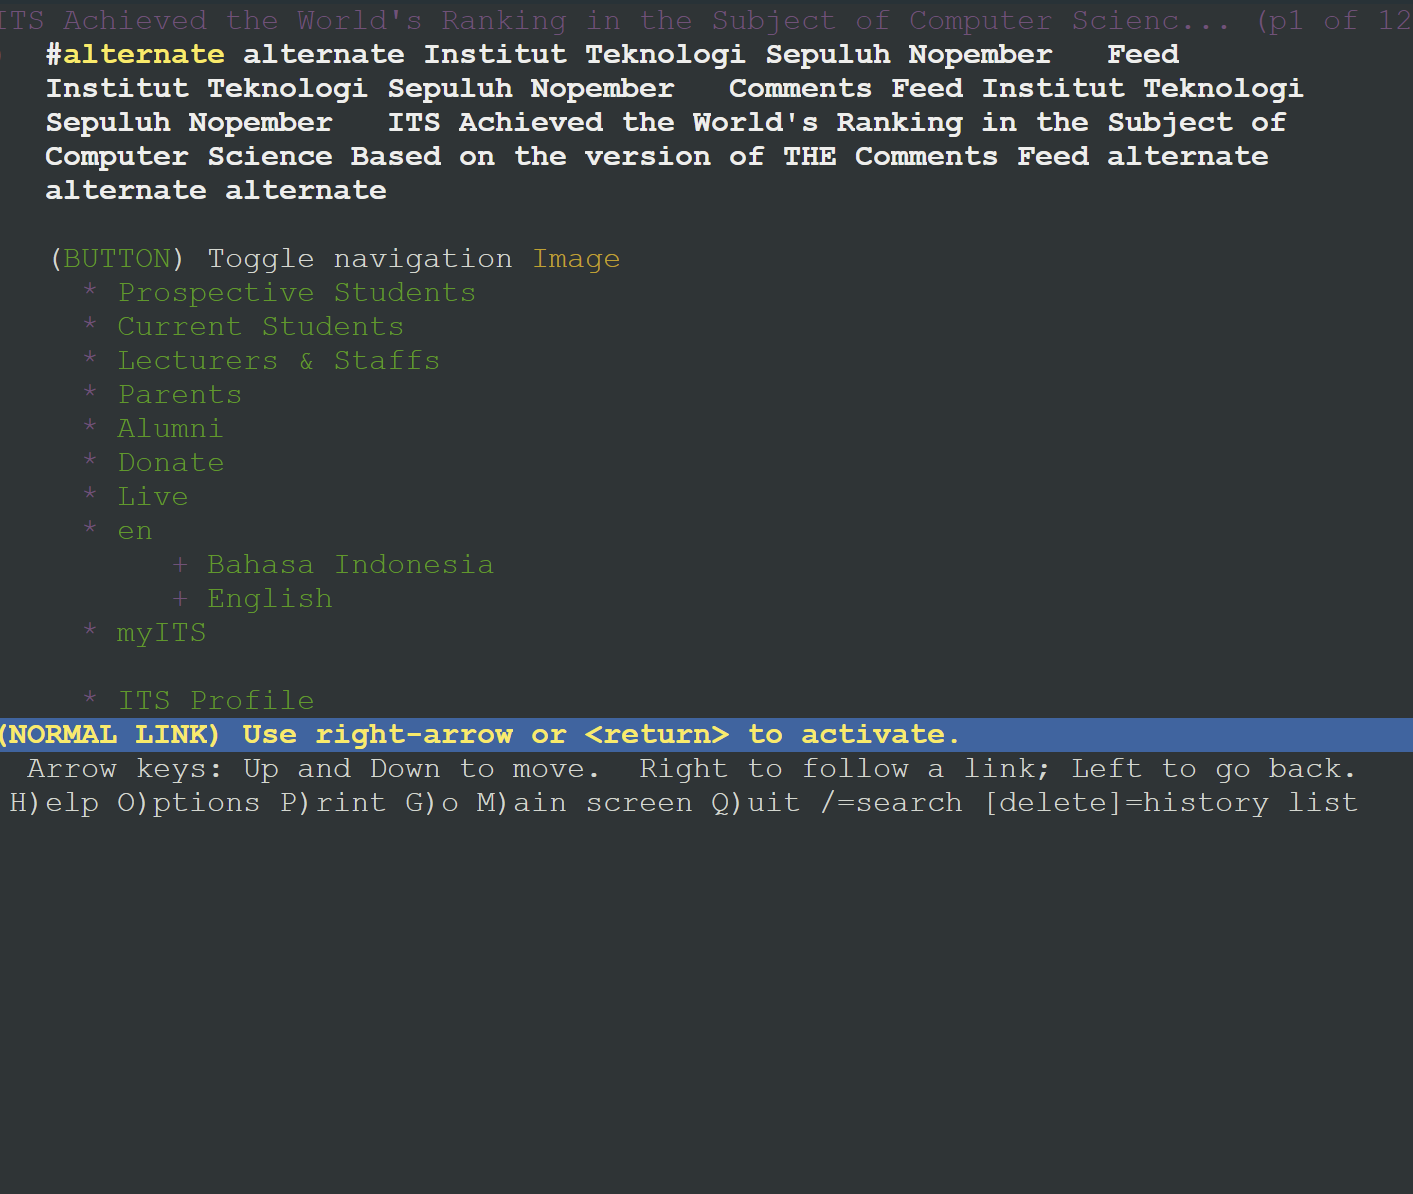 ITS Achieved the World's Ranking in the Subject of Computer Scienc... (p1 of 12
#alternate alternate Institut Teknologi Sepuluh Nopember   Feed
Institut Teknologi Sepuluh Nopember   Comments Feed Institut Teknologi
Sepuluh Nopember   ITS Achieved the World's Ranking in the Subject of
Computer Science Based on the version of THE Comments Feed alternate
alternate alternate
(BUTTON) Toggle navigation Image
* Prospective Students
* Current Students
* Lecturers & Staffs
* Parents
* Alumni
* Donate
* Live
* en
+ Bahasa Indonesia
+ English
* myITS
* ITS Profile
(NORMAL LINK) Use right-arrow or <return> to activate.
Arrow keys: Up and Down to move.  Right to follow a link; Left to go back.
H)elp O)ptions P)rint G)o M)ain screen Q)uit /=search [delete]=history list